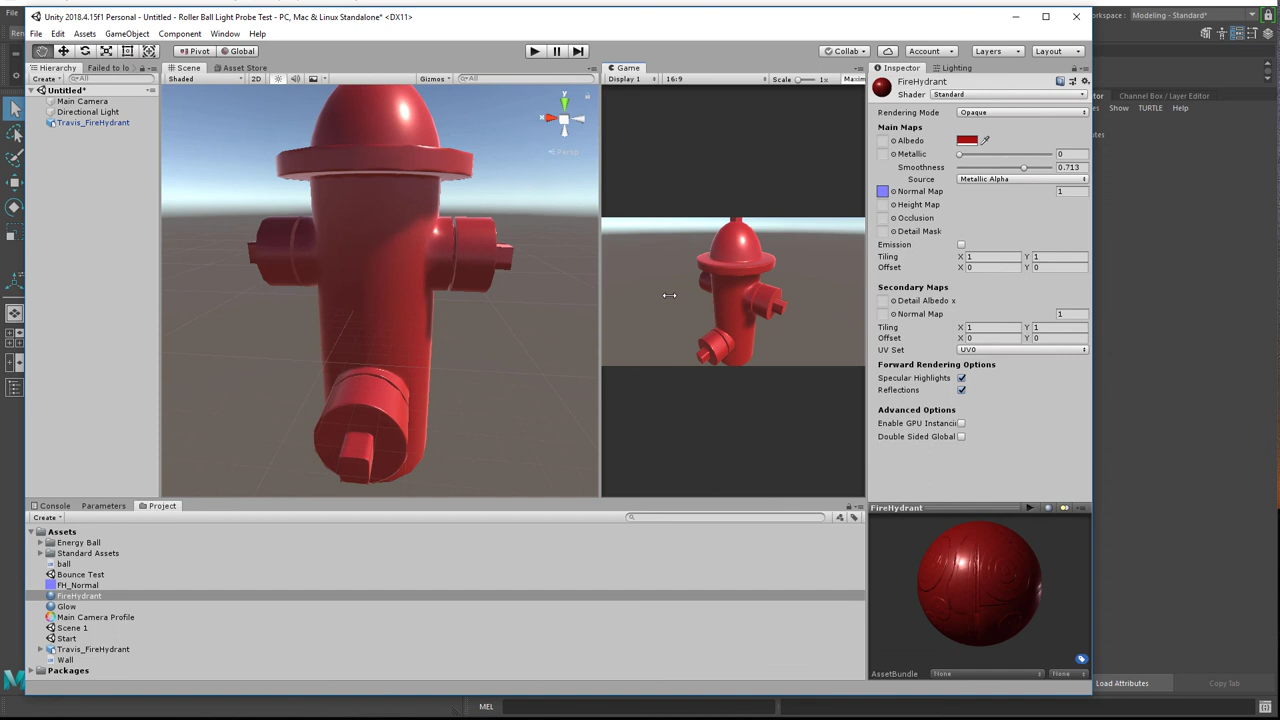 File
Unity 2018.4.15f1 Personal - Untitled - Roller Ball Light Probe Test - PC, Mac & Linux Standalone* <DX11>
Workspace : Modeling - Standard*
File Edit Assets GameObject Component Window Help
Pivot Global Collab Account Layers Layout
Hierarchy Failed to lo Scene Asset Store Game Inspector Lighting
Create All Shaded 2D Gizmos All Display 1 16:9 Scale 1x Maxim
FireHydrant
Shader Standard
Untitled*
Main Camera
Directional Light
Travis_FireHydrant
y
x
Persp
Channel Box / Layer Editor
Show TURTLE Help
Rendering Mode Opaque
Main Maps
Albedo
Metallic 0
Smoothness 0.713
Source Metallic Alpha
Normal Map 1
Height Map
Occlusion
Detail Mask
Emission
Tiling X 1 Y 1
Offset X 0 Y 0
Secondary Maps
Detail Albedo x
Normal Map 1
Tiling X 1 Y 1
Offset X 0 Y 0
UV Set UV0
Forward Rendering Options
Specular Highlights
Reflections
Advanced Options
Enable GPU Instanci
Double Sided Global
Console Parameters Project
Create
Assets
Energy Ball
Standard Assets
ball
Bounce Test
FH_Normal
FireHydrant
Glow
Main Camera Profile
Scene 1
Start
Travis_FireHydrant
Wall
Packages
FireHydrant
AssetBundle None None
Load Attributes Copy Tab
MEL